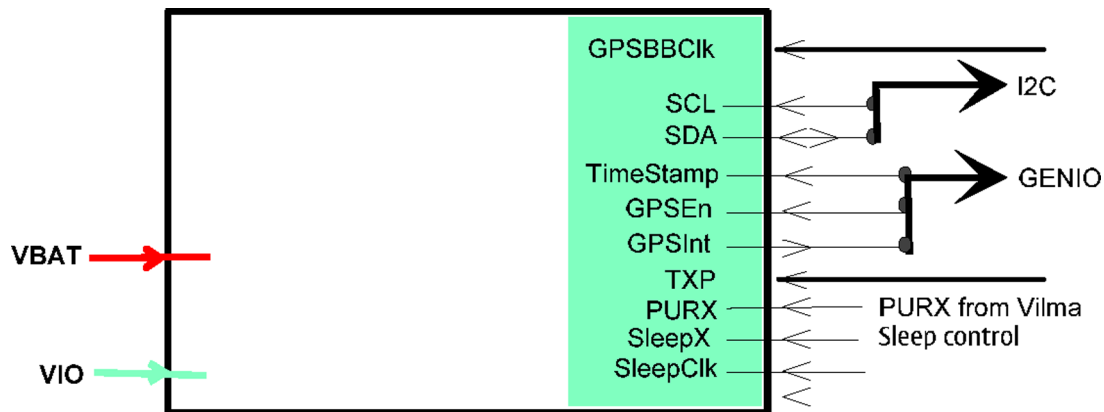 GPSBBClk
SCL
I2C
SDA
TimeStamp
GENIO
GPSEn
GPSInt
VBAT
TXP
PURX
PURX from Vilma
SleepX
Sleep control
SleepClk
VIO